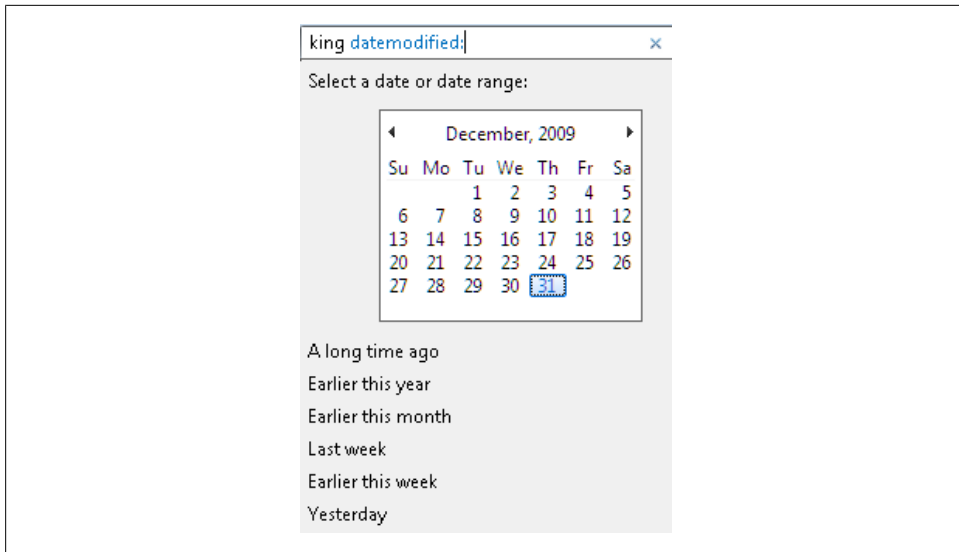 king datemodified:
Select a date or date range:
December, 2009
Su Mo Tu We Th Fr Sa
1 2 3 4 5
6 7 8 9 10 11 12
13 14 15 16 17 18 19
20 21 22 23 24 25 26
27 28 29 30 31
A long time ago
Earlier this year
Earlier this month
Last week
Earlier this week
Yesterday